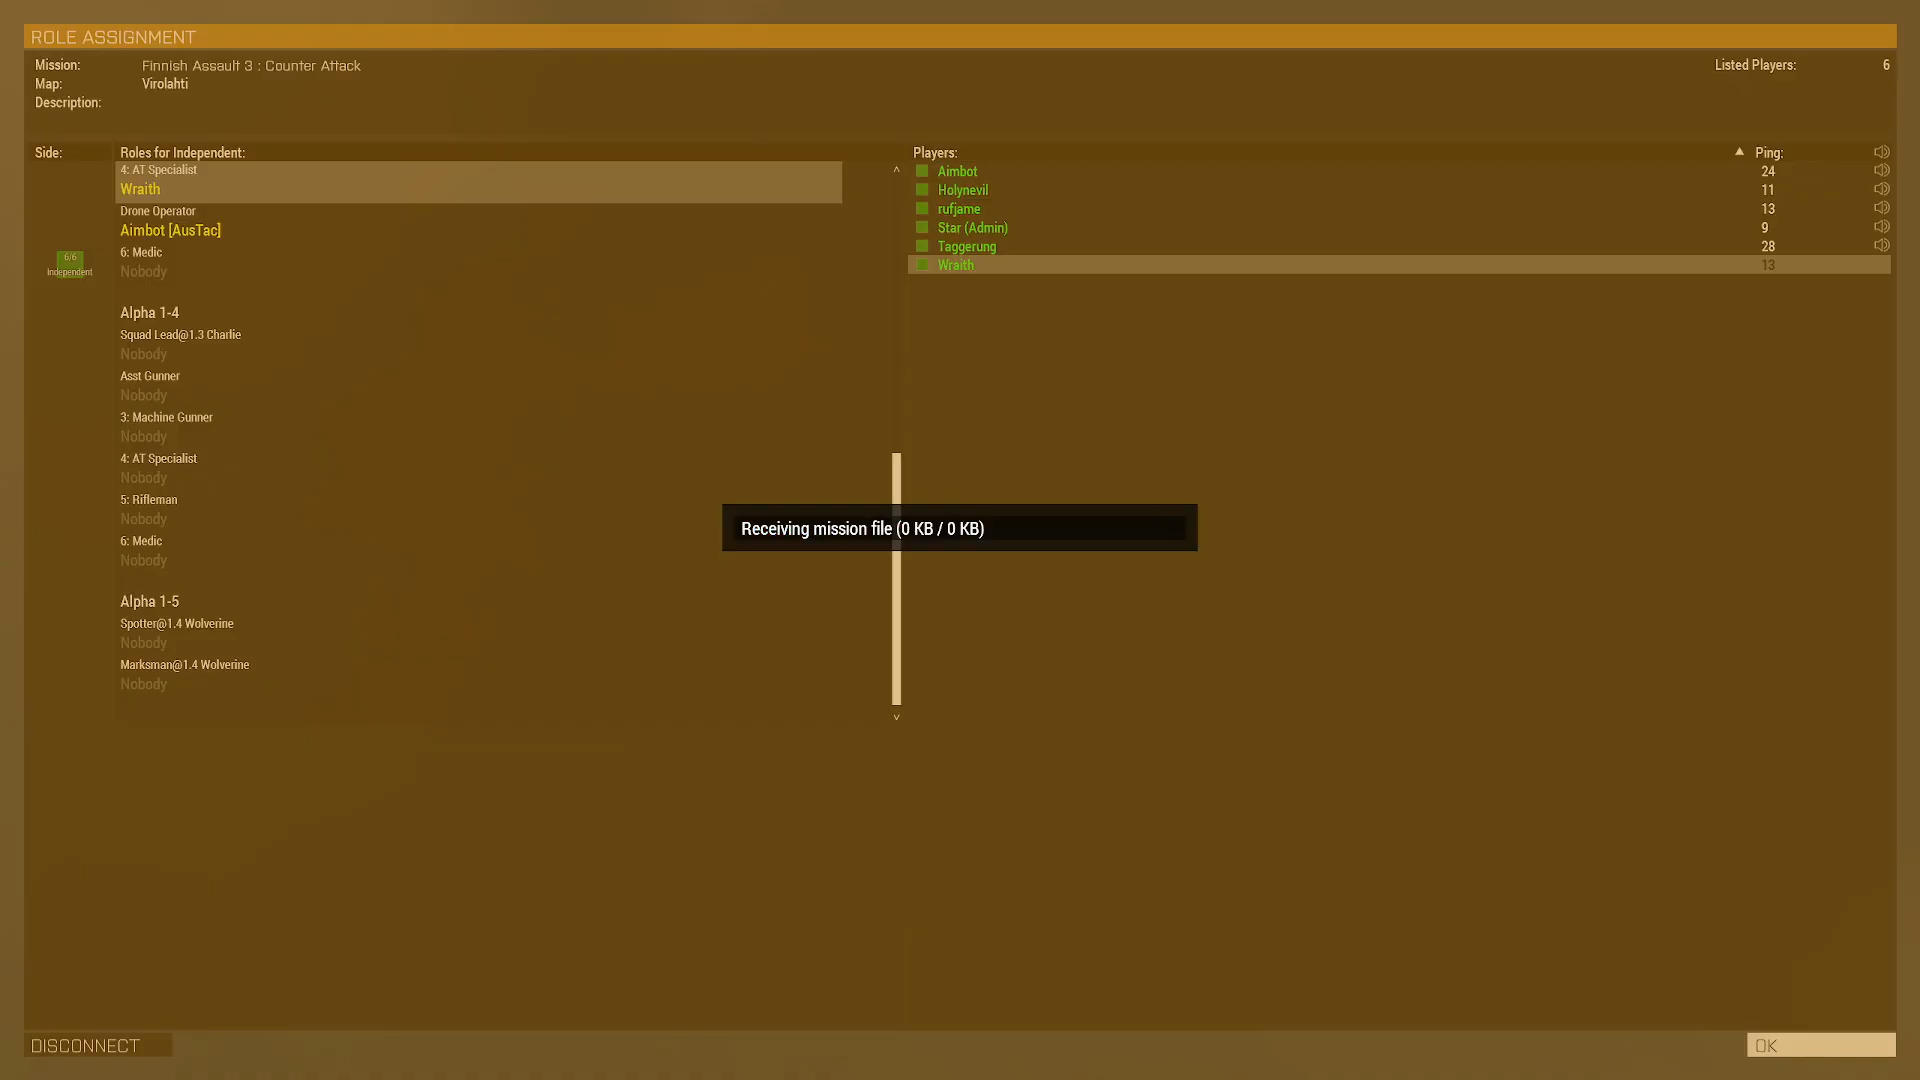 ROLE ASSIGNMENT
Mission: Finnish Assault 3 : Counter Attack
Listed Players: 6
Map: Virolahti
Description:
Side:
Roles for Independent:
Players:
Ping:
4: AT Specialist
Wraith
Drone Operator
Aimbot [AusTac]
6: Medic
Nobody
6/6
Independent
Alpha 1-4
Squad Lead@1.3 Charlie
Nobody
Asst Gunner
Nobody
3: Machine Gunner
Nobody
4: AT Specialist
Nobody
5: Rifleman
Nobody
6: Medic
Nobody
Alpha 1-5
Spotter@1.4 Wolverine
Nobody
Marksman@1.4 Wolverine
Nobody
Aimbot 24
Holynevil 11
rufjame 13
Star (Admin) 9
Taggerung 28
Wraith 13
Receiving mission file (0 KB / 0 KB)
DISCONNECT
OK